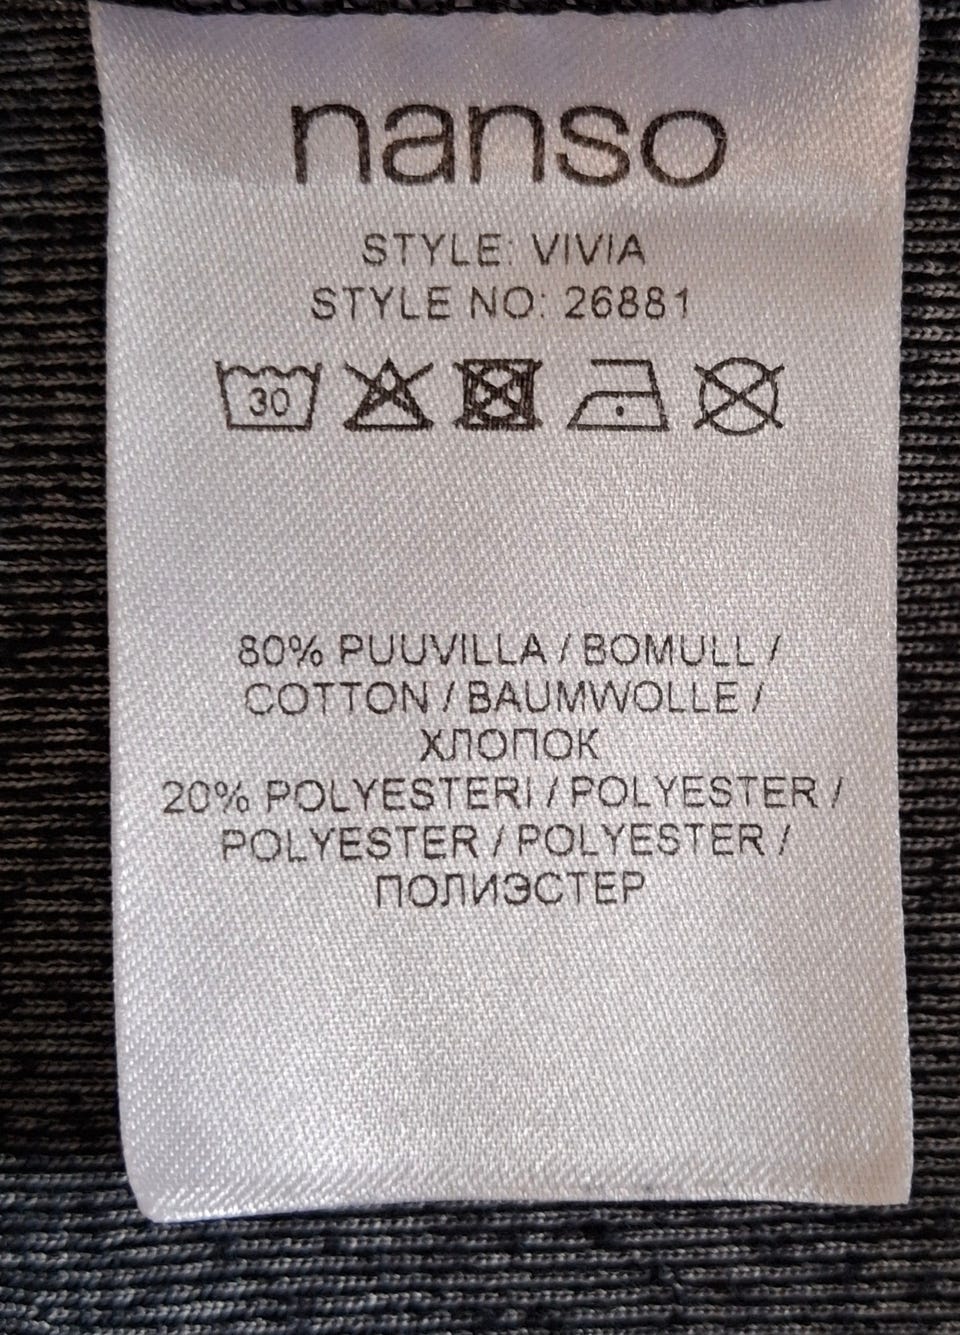 nanso
STYLE: VIVIA
STYLE NO: 26881
30
80% PUUVILLA / BOMULL /
COTTON / BAUMWOLLE /
ХЛОПОК
20% POLYESTERI / POLYESTER /
POLYESTER / POLYESTER /
ПОЛИЭСТЕР